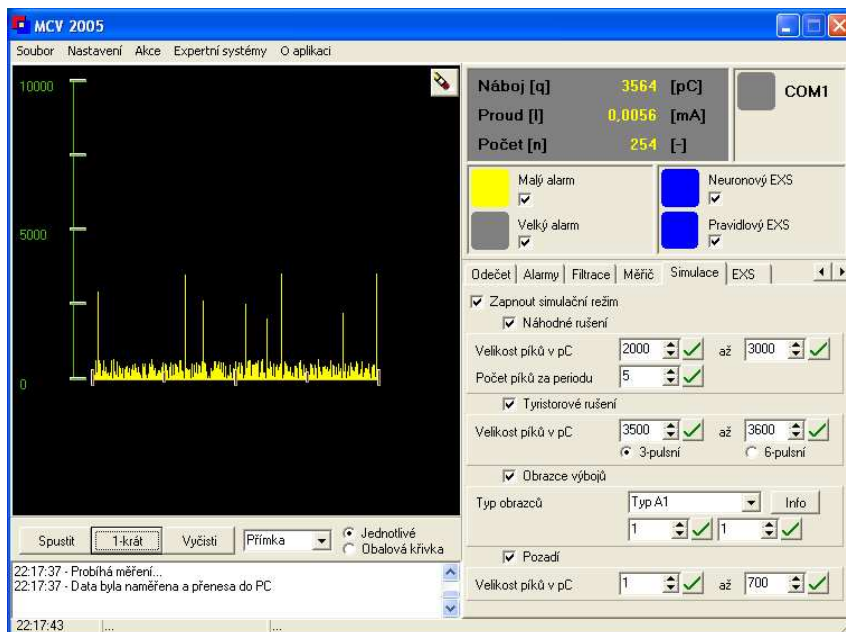 MCV 2005
Soubor Nastavení Akce Expertní systémy O aplikaci
10000
5000
0
Náboj [q] 3564 [pC]
Proud [I] 0,0056 [mA]
Počet [n] 254 [-]
COM1
Malý alarm
Velký alarm
Neuronový EXS
Pravidlový EXS
Odečet Alarmy Filtrace Měřič Simulace EXS
Zapnout simulační režim
Náhodné rušení
Velikost píků v pC 2000 až 3000
Počet píků za periodu 5
Tyristorové rušení
Velikost píků v pC 3500 až 3600
3-pulsní 6-pulsní
Obrazce výbojů
Typ obrazců Typ A1 Info
1 1
Pozadí
Velikost píků v pC 1 až 700
Spustit 1-krát Vyčisti Přímka Jednotlivé
Obalová křivka
22:17:37 - Probíhá měření...
22:17:37 - Data byla naměřena a přenesa do PC
22:17:43 ... ...